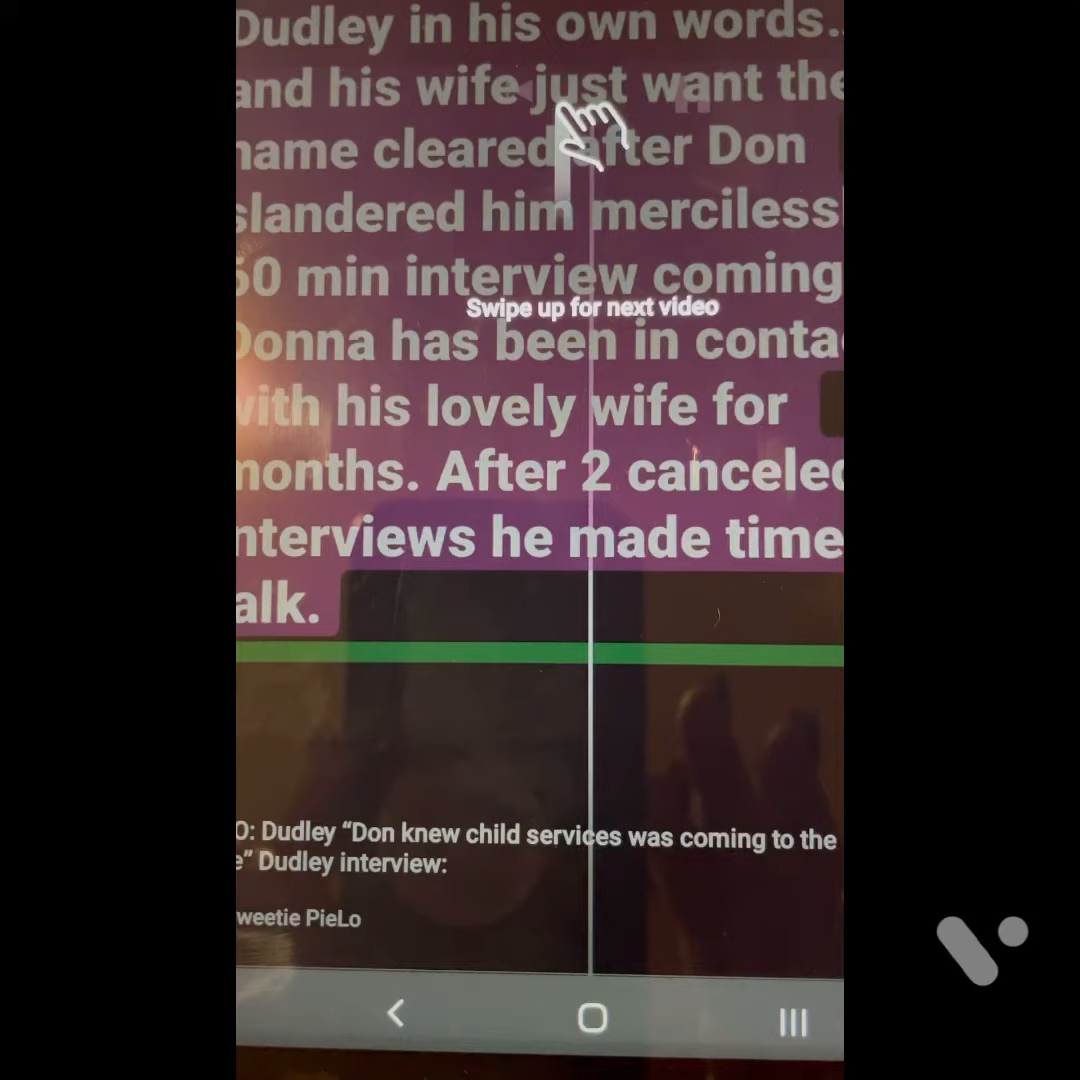 Dudley in his own words..
and his wife just want the
name cleared after Don
slandered him merciless
60 min interview coming
Swipe up for next video
Donna has been in conta
with his lovely wife for
months. After 2 canceled
nterviews he made time
alk.
O: Dudley “Don knew child services was coming to the
e” Dudley interview:
weetie PieLo